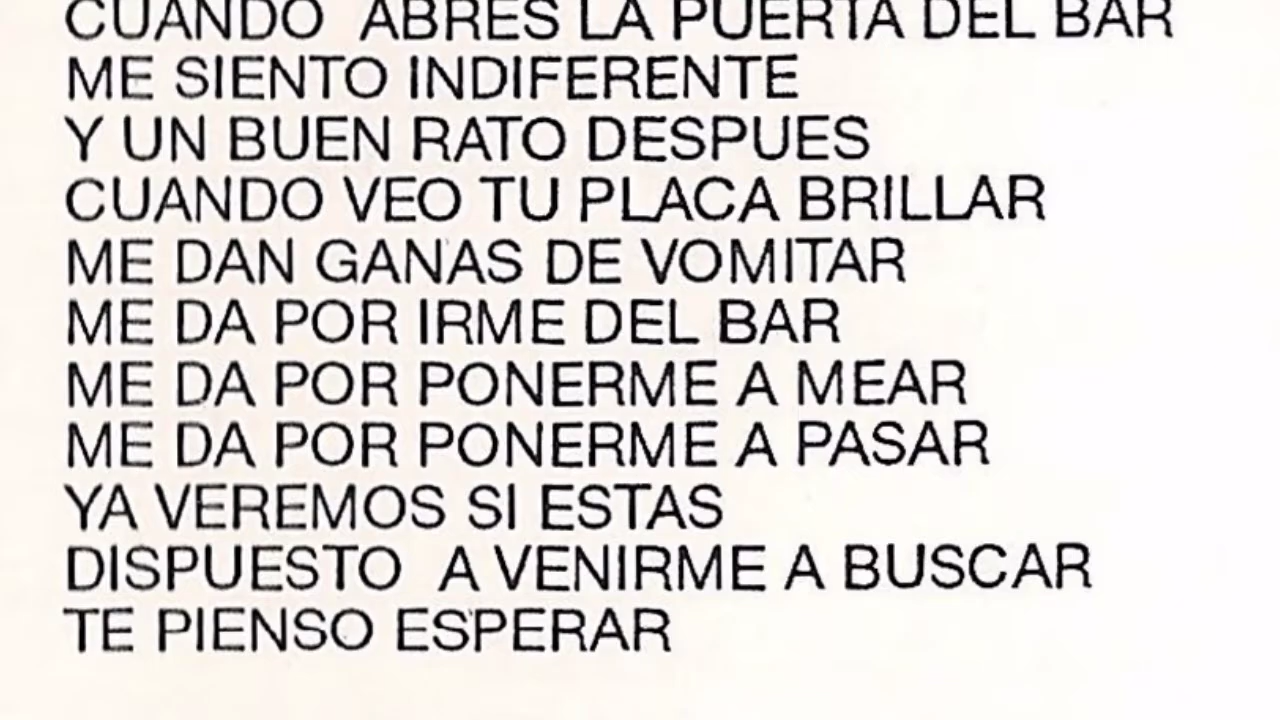 CUANDO  ABRES LA PUERTA DEL BAR
ME SIENTO INDIFERENTE
Y UN BUEN RATO DESPUES
CUANDO VEO TU PLACA BRILLAR
ME DAN GANAS DE VOMITAR
ME DA POR IRME DEL BAR
ME DA POR PONERME A MEAR
ME DA POR PONERME A PASAR
YA VEREMOS SI ESTAS
DISPUESTO  A VENIRME A BUSCAR
TE PIENSO ESPERAR